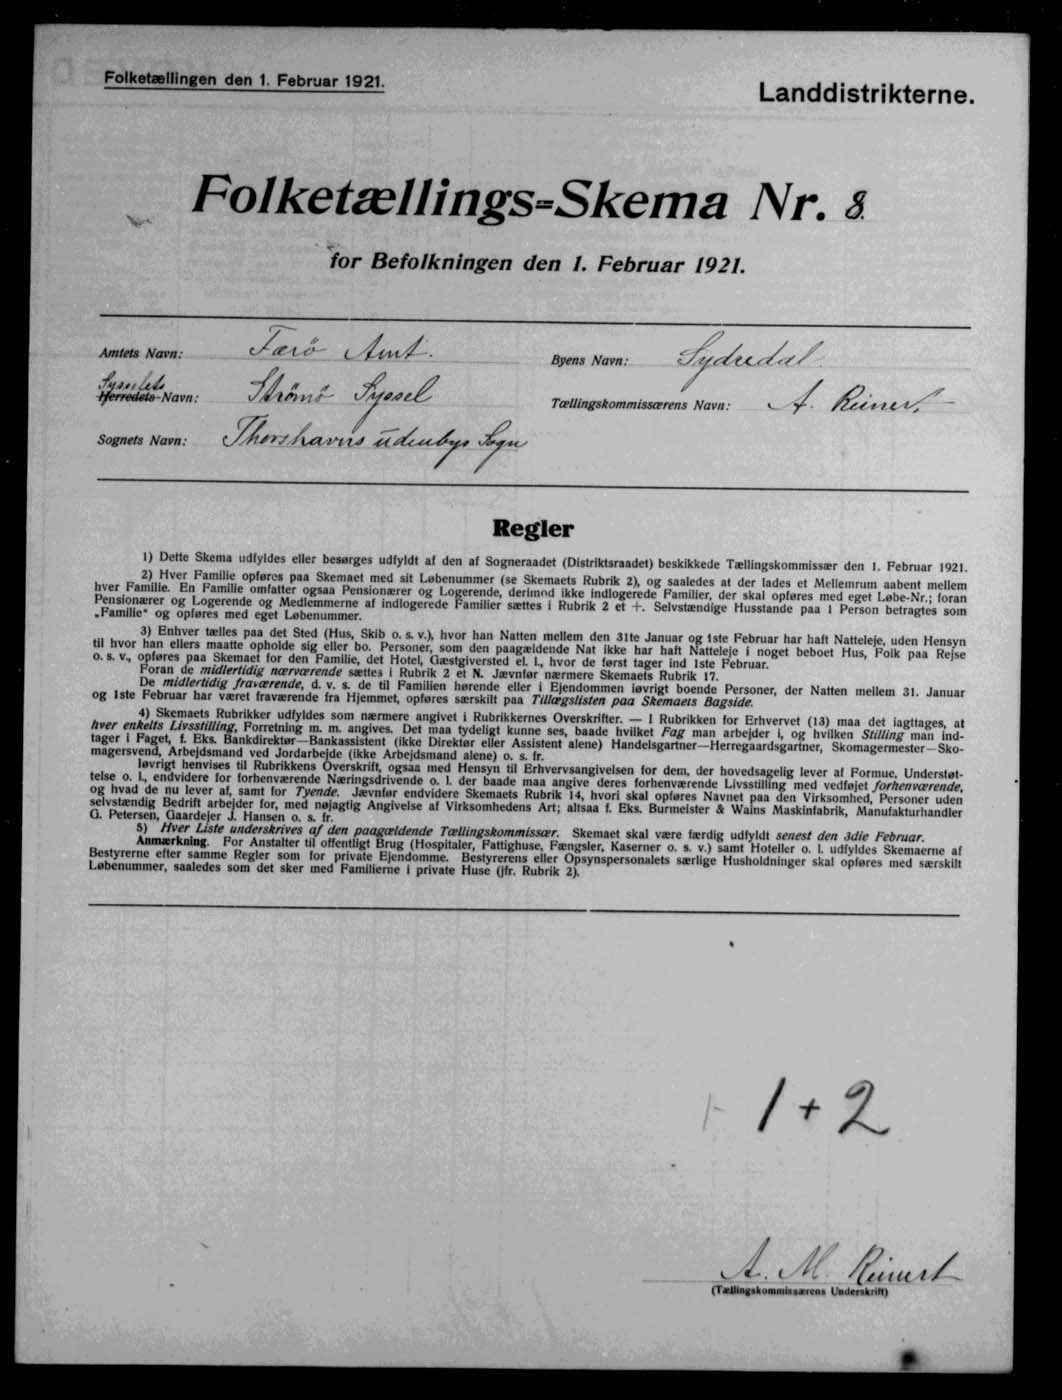 Folketællingen den 1. Februar 1921.
Landdistrikterne.
Folketællings=Skema Nr. 8.
for Befolkningen den 1. Februar 1921.
Amtets Navn: Færö Amt.
Byens Navn: Sydredal
Sysselets
Herredets-Navn: Strömö Syssel
Tællingskommissærens Navn: A. Reinert
Sognets Navn: Thorshavns udenbys Sogn
Regler
1) Dette Skema udfyldes eller besørges udfyldt af den af Sogneraadet (Distriktsraadet) beskikkede Tællingskommissær den 1. Februar 1921.
2) Hver Familie opføres paa Skemaet med sit Løbenummer (se Skemaets Rubrik 2), og saaledes at der lades et Mellemrum aabent mellem
hver Familie. En Familie omfatter ogsaa Pensionærer og Logerende, derimod ikke indlogerede Familier, der skal opføres med eget Løbe-Nr.; foran
Pensionærer og Logerende og Medlemmerne af indlogerede Familier sættes i Rubrik 2 et +. Selvstændige Husstande paa 1 Person betragtes som
„Familie“ og opføres med eget Løbenummer.
3) Enhver tælles paa det Sted (Hus, Skib o. s. v.), hvor han Natten mellem den 31te Januar og 1ste Februar har haft Natteleje, uden Hensyn
til hvor han ellers maatte opholde sig eller bo. Personer, som den paagældende Nat ikke har haft Natteleje i noget beboet Hus, Folk paa Rejse
o. s. v., opføres paa Skemaet for den Familie, det Hotel, Gæstgiversted el. l., hvor de først tager ind 1ste Februar.
Foran de midlertidig nærværende sættes i Rubrik 2 et N. Jævnfør nærmere Skemaets Rubrik 17.
De midlertidig fraværende, d. v. s. de til Familien hørende eller i Ejendommen iøvrigt boende Personer, der Natten mellem 31. Januar
og 1ste Februar har været fraværende fra Hjemmet, opføres særskilt paa Tillægslisten paa Skemaets Bagside.
4) Skemaets Rubrikker udfyldes som nærmere angivet i Rubrikkernes Overskrifter. — I Rubrikken for Erhvervet (13) maa det iagttages, at
hver enkelts Livsstilling, Forretning m. m. angives. Det maa tydeligt kunne ses, baade hvilket Fag man arbejder i, og hvilken Stilling man ind-
tager i Faget, f. Eks. Bankdirektør—Bankassistent (ikke Direktør eller Assistent alene) Handelsgartner—Herregaardsgartner, Skomagermester—Sko-
magersvend, Arbejdsmand ved Jordarbejde (ikke Arbejdsmand alene) o. s. fr.
Iøvrigt henvises til Rubrikkens Overskrift, ogsaa med Hensyn til Erhvervsangivelsen for dem, der hovedsagelig lever af Formue, Understøt-
telse o. l., endvidere for forhenværende Næringsdrivende o. l. der baade maa angive deres forhenværende Livsstilling med vedføjet forhenværende,
og hvad de nu lever af, samt for Tyende. Jævnfør endvidere Skemaets Rubrik 14, hvori skal opføres Navnet paa den Virksomhed, Personer uden
selvstændig Bedrift arbejder for, med nøjagtig Angivelse af Virksomhedens Art; altsaa f. Eks. Burmeister & Wains Maskinfabrik, Manufakturhandler
G. Petersen, Gaardejer J. Hansen o. s. fr.
5) Hver Liste underskrives af den paagældende Tællingskommissær. Skemaet skal være færdig udfyldt senest den 3die Februar.
Anmærkning. For Anstalter til offentligt Brug (Hospitaler, Fattighuse, Fængsler, Kaserner o. s. v.) samt Hoteller o. l. udfyldes Skemaerne af
Bestyrerne efter samme Regler som for private Ejendomme. Bestyrerens eller Opsynspersonalets særlige Husholdninger skal opføres med særskilt
Løbenummer, saaledes som det sker med Familierne i private Huse (jfr. Rubrik 2).
1 + 2
A. M. Reinert
(Tællingskommissærens Underskrift)